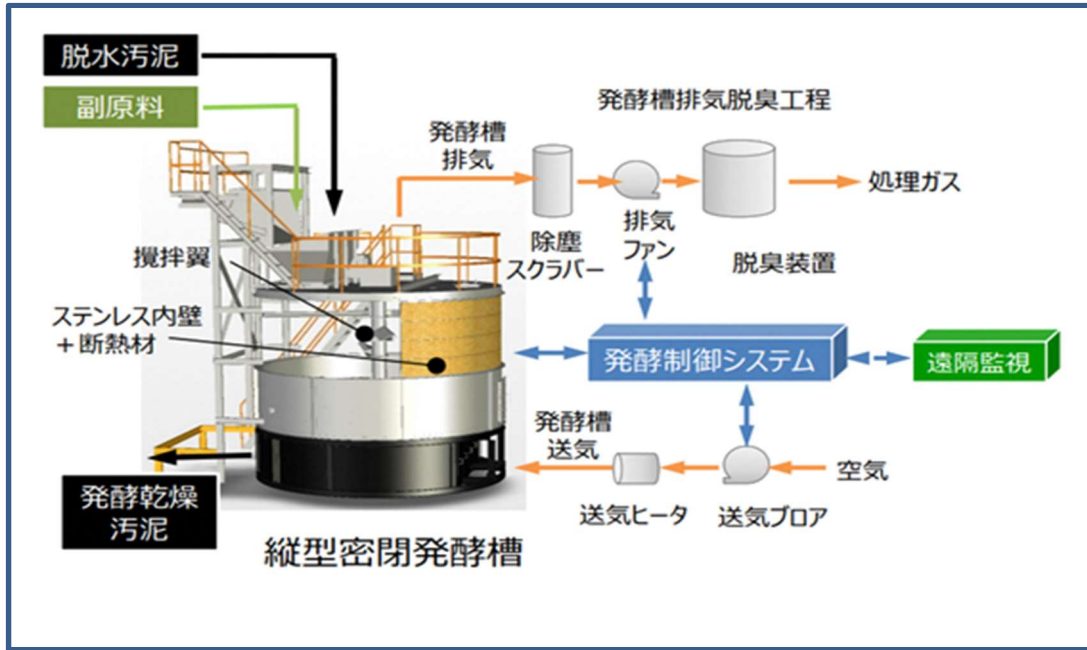 脱水汚泥
副原料
発酵槽
排気
発酵槽排気脱臭工程
処理ガス
除塵
スクラバー
排気
ファン
脱臭装置
攪拌翼
ステンレス内壁
＋断熱材
発酵制御システム
遠隔監視
発酵槽
送気
空気
送気ヒータ
送気ブロア
発酵乾燥
汚泥
縦型密閉発酵槽